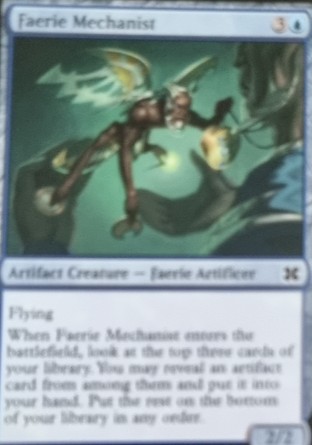 Faerie Mechanist 3
Artifact Creature — Faerie Artificer
Flying
When Faerie Mechanist enters the
battlefield, look at the top three cards of
your library. You may reveal an artifact
card from among them and put it into
your hand. Put the rest on the bottom
of your library in any order.
2/2